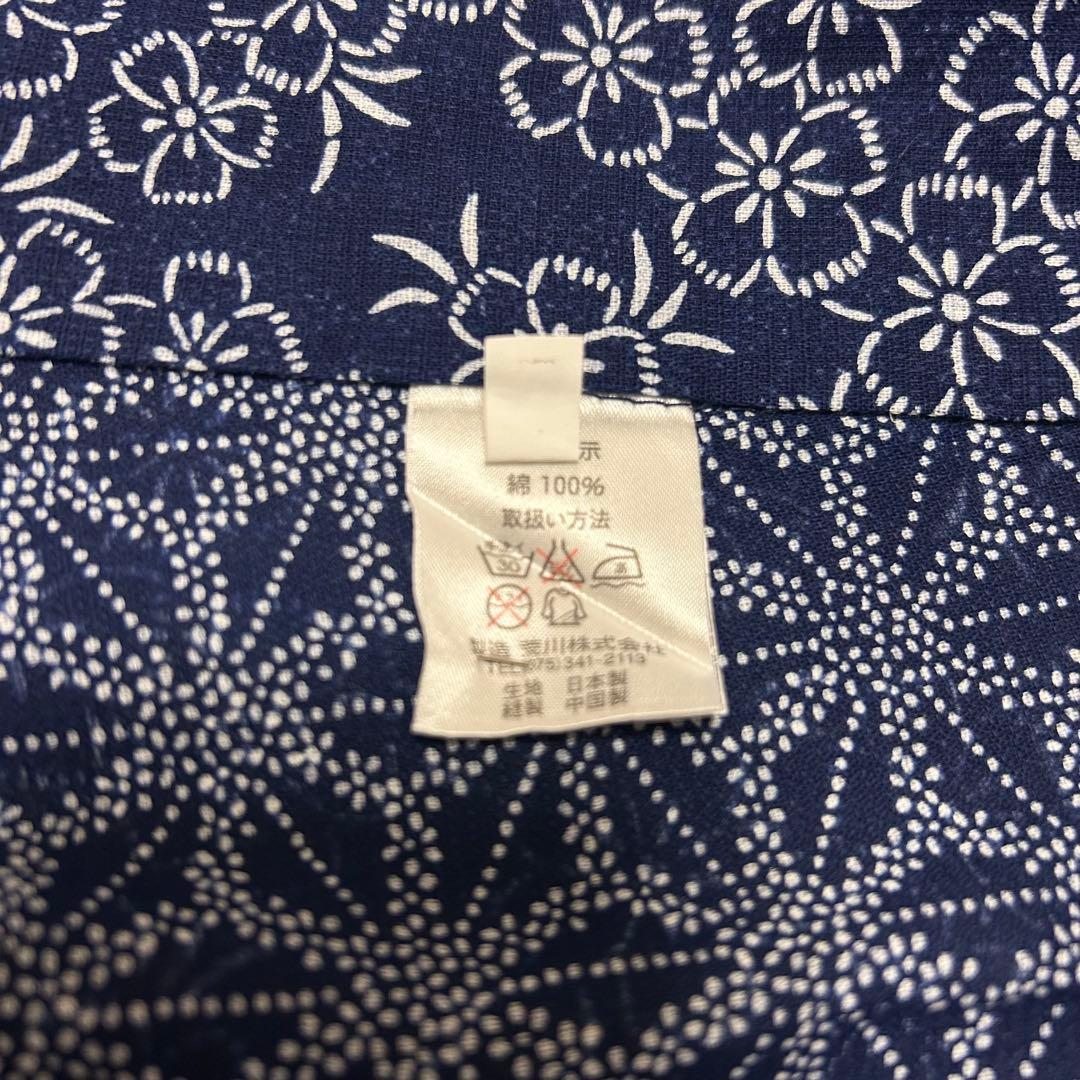 示
綿 100%
取扱い方法
30
製造 荒川株式会社
TEL(075)341-2113
生地 日本製
縫製 中国製